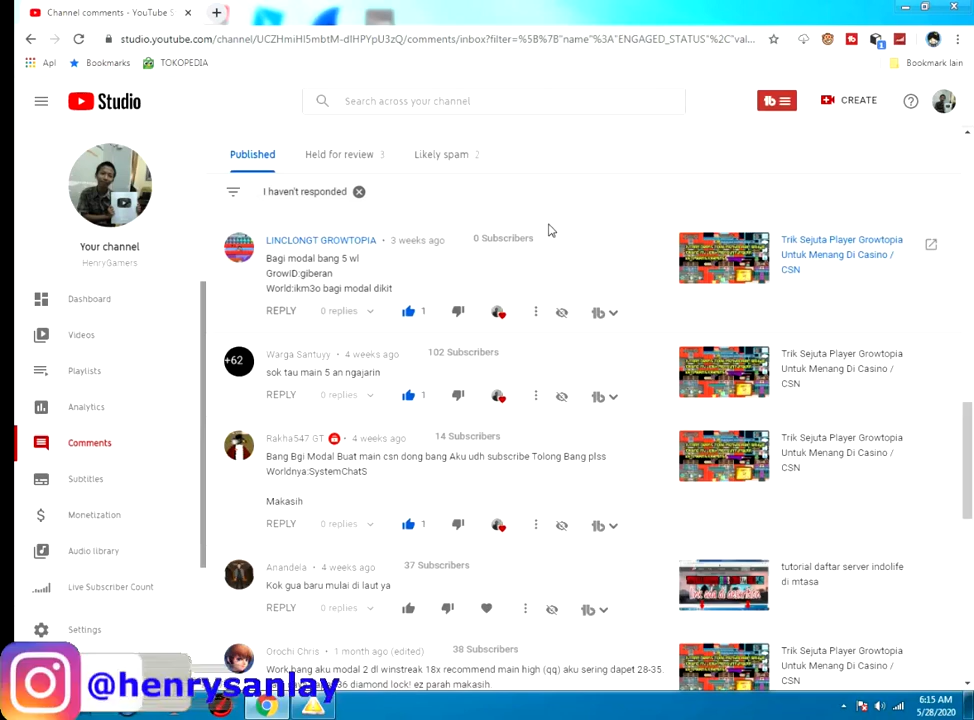 Channel comments - YouTube S
studio.youtube.com/channel/UCZHmiHl5mbtM-dIHPYpU3zQ/comments/inbox?filter=%5B%7B"name"%3A"ENGAGED_STATUS"%2C"val...
Apl
Bookmarks
TOKOPEDIA
Bookmark lain
Studio
Search across your channel
CREATE
Your channel
HenryGamers
Dashboard
Videos
Playlists
Analytics
Comments
Subtitles
Monetization
Audio library
Live Subscriber Count
Settings
Published
Held for review 3
Likely spam 2
I haven't responded
LINCLONGT GROWTOPIA • 3 weeks ago 0 Subscribers
Bagi modal bang 5 wl
GrowID:giberan
World:ikm3o bagi modal dikit
REPLY 0 replies 1
Trik Sejuta Player Growtopia
Untuk Menang Di Casino /
CSN
+62
Warga Santuyy • 4 weeks ago 102 Subscribers
sok tau main 5 an ngajarin
REPLY 0 replies 1
Trik Sejuta Player Growtopia
Untuk Menang Di Casino /
CSN
Rakha547 GT • 4 weeks ago 14 Subscribers
Bang Bgi Modal Buat main csn dong bang Aku udh subscribe Tolong Bang plss
Worldnya:SystemChatS
Makasih
REPLY 0 replies 1
Trik Sejuta Player Growtopia
Untuk Menang Di Casino /
CSN
Anandela • 4 weeks ago 37 Subscribers
Kok gua baru mulai di laut ya
REPLY 0 replies
tutorial daftar server indolife
di mtasa
Orochi Chris • 1 month ago (edited) 38 Subscribers
Work bang aku modal 2 dl winstreak 18x recommend main high (qq) aku sering dapet 28-35.
36 diamond lock! ez parah makasih.
Trik Sejuta Player Growtopia
Untuk Menang Di Casino /
CSN
@henrysanlay
6:15 AM
5/28/2020